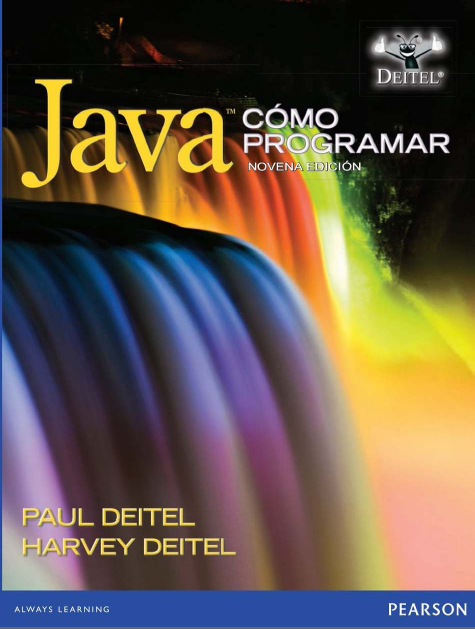 DEITEL®
Java™
CÓMO
PROGRAMAR
NOVENA EDICIÓN
PAUL DEITEL
HARVEY DEITEL
ALWAYS LEARNING
PEARSON